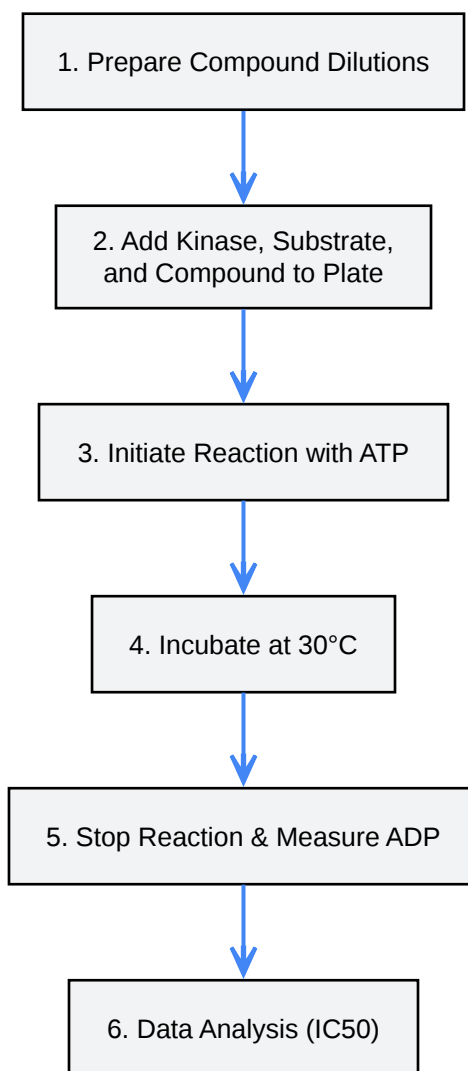 1. Prepare Compound Dilutions
2. Add Kinase, Substrate,
and Compound to Plate
3. Initiate Reaction with ATP
4. Incubate at 30°C
5. Stop Reaction & Measure ADP
6. Data Analysis (IC50)